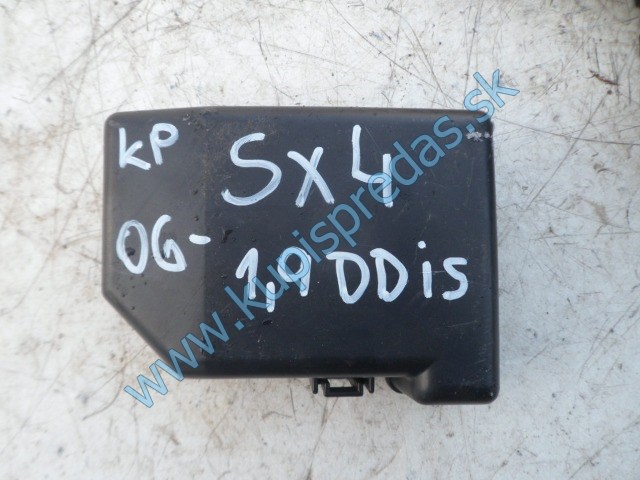 KP SX4
06- 1,9 DDis
www.kupispredas.sk